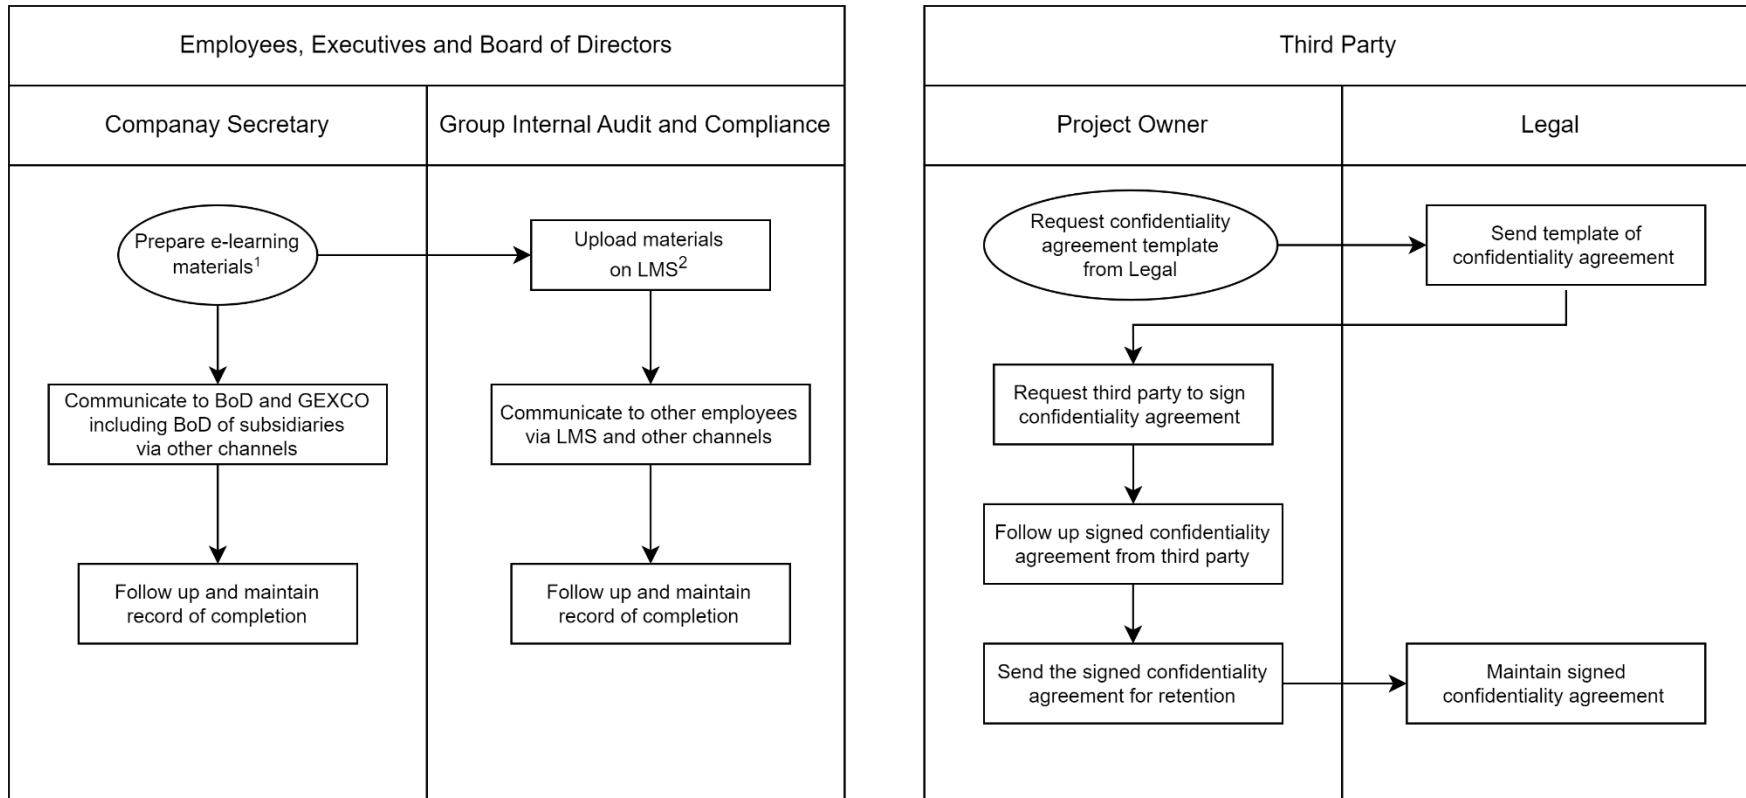 Employees, Executives and Board of Directors
Companay Secretary
Group Internal Audit and Compliance
Prepare e-learning
materials1
Upload materials
on LMS2
Communicate to BoD and GEXCO
including BoD of subsidiaries
via other channels
Communicate to other employees
via LMS and other channels
Follow up and maintain
record of completion
Follow up and maintain
record of completion
Third Party
Project Owner
Legal
Request confidentiality
agreement template
from Legal
Send template of
confidentiality agreement
Request third party to sign
confidentiality agreement
Follow up signed confidentiality
agreement from third party
Send the signed confidentiality
agreement for retention
Maintain signed
confidentiality agreement